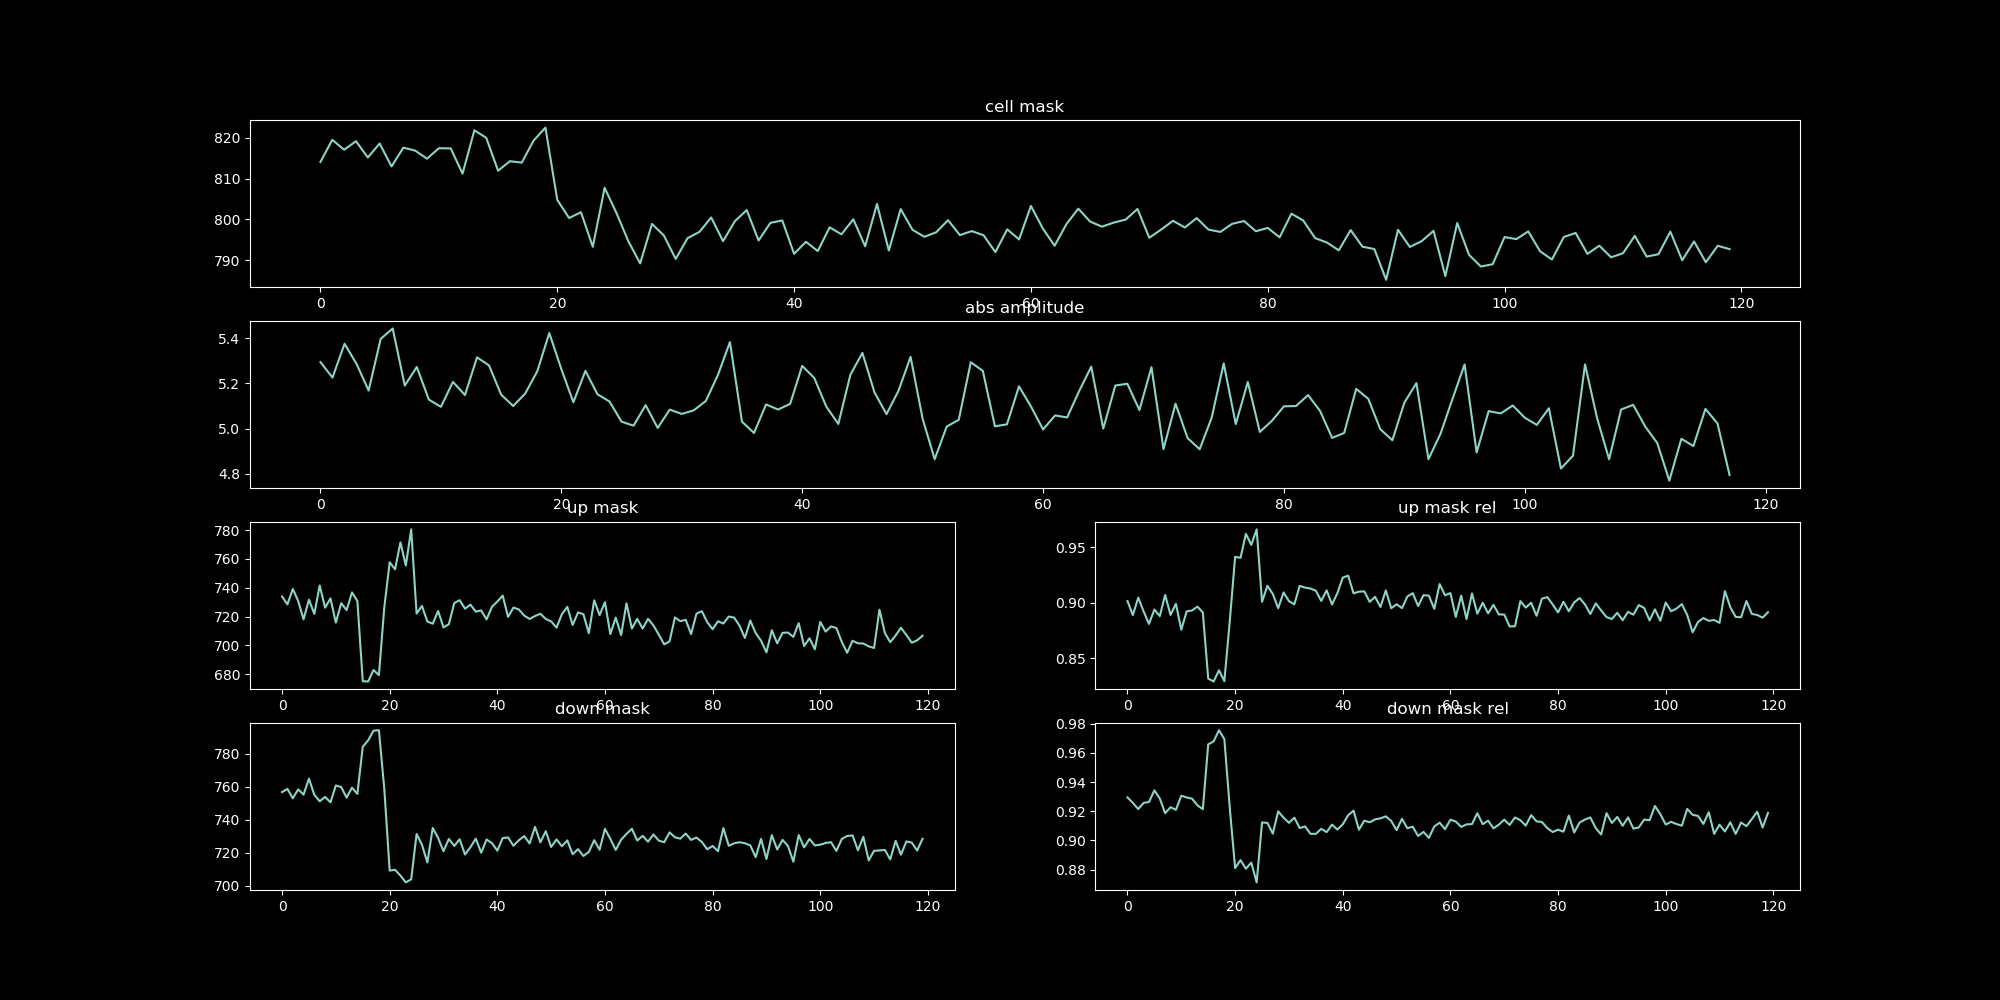 cell mask
820
810
800
790
0 20 40 60 80 100 120
abs amplitude
5.4
5.2
5.0
4.8
0 20 40 60 80 100 120
up mask
780
760
740
720
700
680
0 20 40 60 80 100 120
up mask rel
0.95
0.90
0.85
0 20 40 60 80 100 120
down mask
780
760
740
720
700
0 20 40 60 80 100 120
down mask rel
0.98
0.96
0.94
0.92
0.90
0.88
0 20 40 60 80 100 120